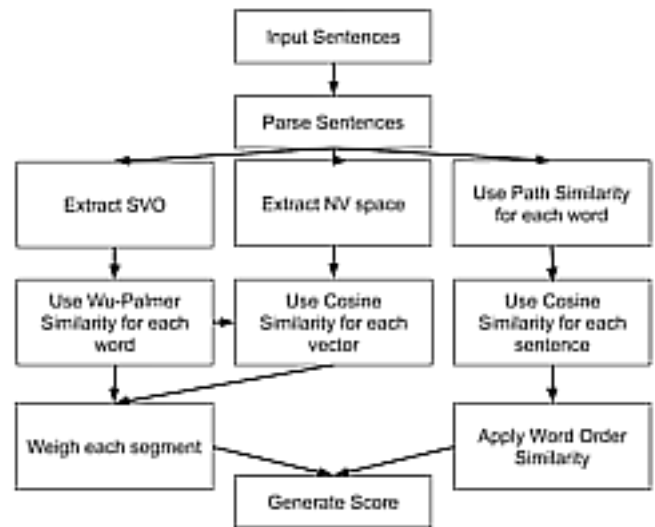 Input Sentences
Parse Sentences
Extract SVO
Extract NV space
Use Path Similarity
for each word
Use Wu-Palmer
Similarity for each
word
Use Cosine
Similarity for each
vector
Use Cosine
Similarity for each
sentence
Weigh each segment
Apply Word Order
Similarity
Generate Score